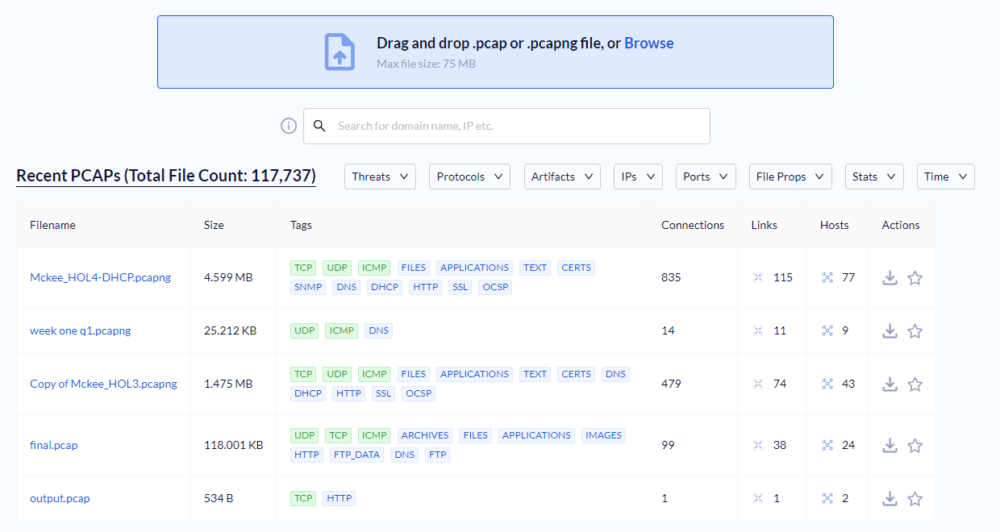 Drag and drop .pcap or .pcapng file, or Browse
Max file size: 75 MB
Search for domain name, IP etc.
Recent PCAPs (Total File Count: 117,737) Threats Protocols Artifacts IPs Ports File Props Stats Time
Filename Size Tags Connections Links Hosts Actions
TCP UDP ICMP FILES APPLICATIONS TEXT CERTS
Mckee_HOL4-DHCP.pcapng 4.599 MB 835 115 77
SNMP DNS DHCP HTTP SSL OCSP
week one q1.pcapng 25.212 KB UDP ICMP DNS 14 11 9
TCP UDP ICMP FILES APPLICATIONS TEXT CERTS DNS
Copy of Mckee_HOL3.pcapng 1.475 MB 479 74 43
DHCP HTTP SSL OCSP
UDP TCP ICMP ARCHIVES FILES APPLICATIONS IMAGES
final.pcap 118.001 KB 99 38 24
HTTP FTP_DATA DNS FTP
output.pcap 534 B TCP HTTP 1 1 2